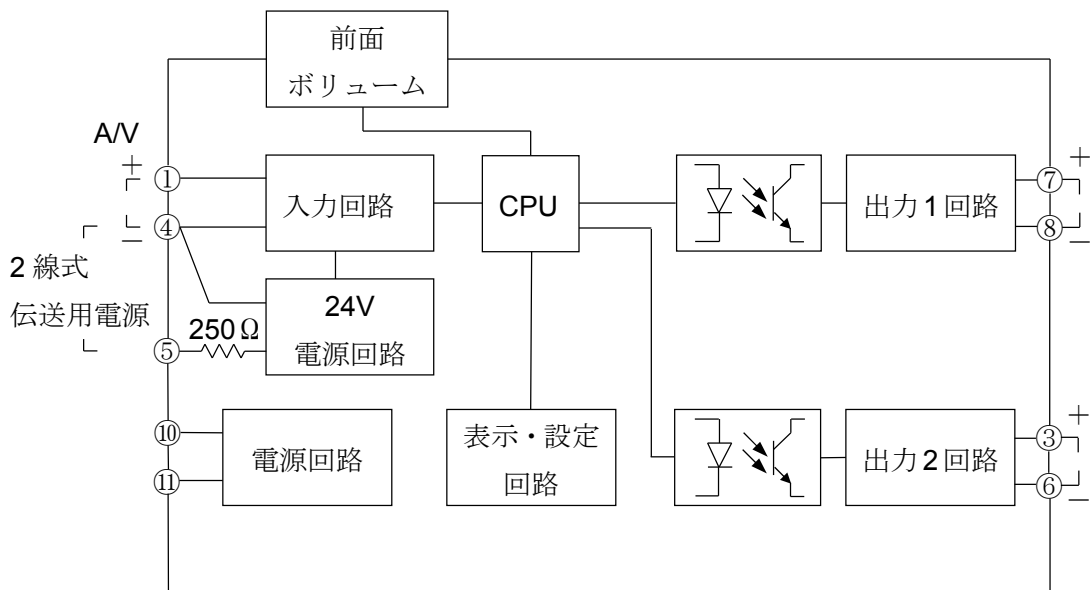 前面
ボリューム
A/V
+
①
④
−
2 線式
伝送用電源
250 Ω
⑤
入力回路
24V
電源回路
CPU
出力 1 回路
+
⑦
⑧
−
⑩
⑪
電源回路
表示・設定
回路
出力 2 回路
+
③
⑥
−